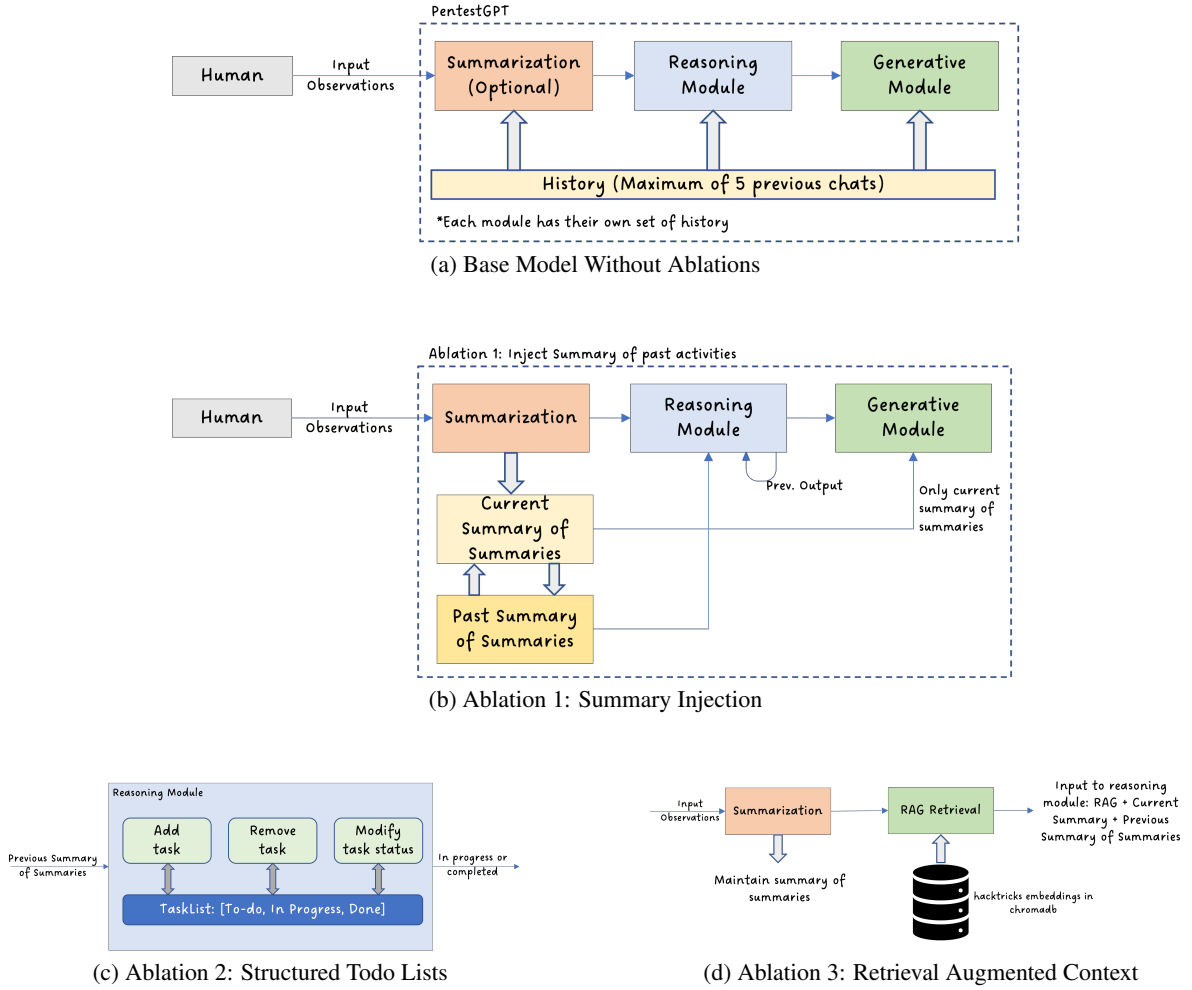 PentestGPT
Human
Input
Observations
Summarization
(Optional)
Reasoning
Module
Generative
Module
History (Maximum of 5 previous chats)
*Each module has their own set of history
(a) Base Model Without Ablations
Ablation 1: Inject Summary of past activities
Human
Input
Observations
Summarization
Reasoning
Module
Generative
Module
Prev. Output
Only current
summary of
summaries
Current
Summary of
Summaries
Past Summary
of Summaries
(b) Ablation 1: Summary Injection
Reasoning Module
Previous Summary
of Summaries
Add
task
Remove
task
Modify
task status
In progress or
completed
TaskList: [To-do, In Progress, Done]
(c) Ablation 2: Structured Todo Lists
Input
Observations
Summarization
RAG Retrieval
Input to reasoning
module: RAG + Current
Summary + Previous
Summary of Summaries
Maintain summary of
summaries
hacktricks embeddings in
chromadb
(d) Ablation 3: Retrieval Augmented Context